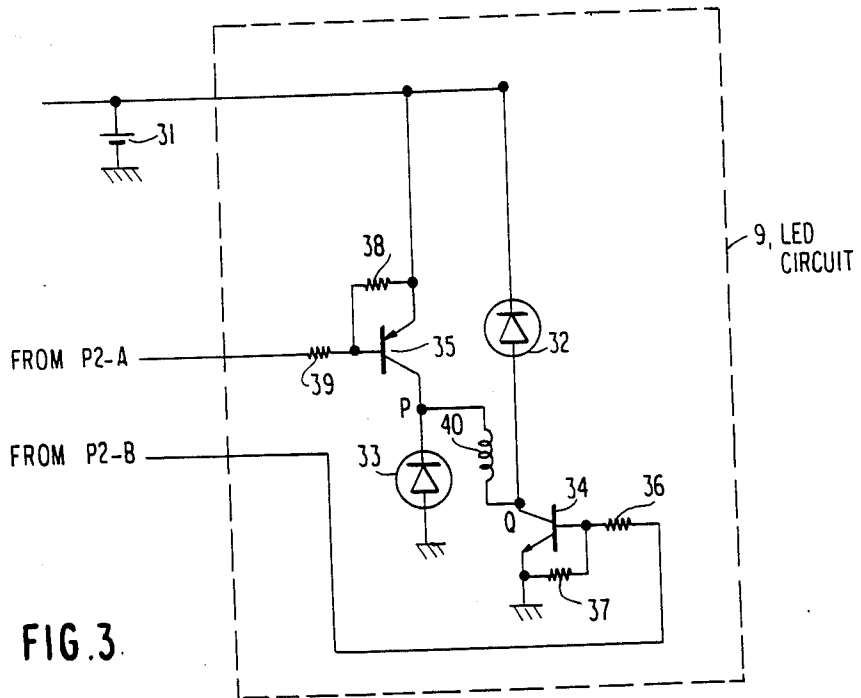 31
9, LED
CIRCUIT
38
FROM P2-A
39
35
32
P
40
FROM P2-B
33
34
36
Q
37
FIG.3.